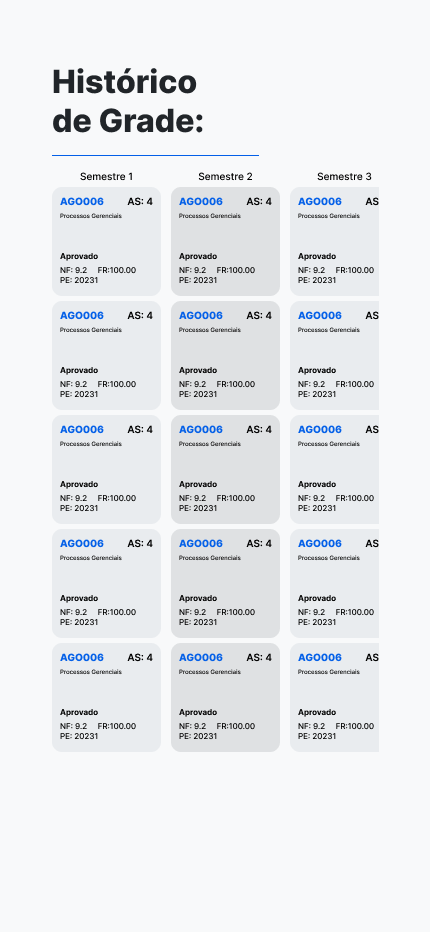 Histórico
de Grade:
Semestre 1 Semestre 2 Semestre 3
AGO006 AS: 4 AGO006 AS: 4 AGO006 AS
Processos Gerenciais Processos Gerenciais Processos Gerenciais
Aprovado Aprovado Aprovado
NF: 9.2 FR:100.00 NF: 9.2 FR:100.00 NF: 9.2 FR:100.00
PE: 20231 PE: 20231 PE: 20231
AGO006 AS: 4 AGO006 AS: 4 AGO006 AS
Processos Gerenciais Processos Gerenciais Processos Gerenciais
Aprovado Aprovado Aprovado
NF: 9.2 FR:100.00 NF: 9.2 FR:100.00 NF: 9.2 FR:100.00
PE: 20231 PE: 20231 PE: 20231
AGO006 AS: 4 AGO006 AS: 4 AGO006 AS
Processos Gerenciais Processos Gerenciais Processos Gerenciais
Aprovado Aprovado Aprovado
NF: 9.2 FR:100.00 NF: 9.2 FR:100.00 NF: 9.2 FR:100.00
PE: 20231 PE: 20231 PE: 20231
AGO006 AS: 4 AGO006 AS: 4 AGO006 AS
Processos Gerenciais Processos Gerenciais Processos Gerenciais
Aprovado Aprovado Aprovado
NF: 9.2 FR:100.00 NF: 9.2 FR:100.00 NF: 9.2 FR:100.00
PE: 20231 PE: 20231 PE: 20231
AGO006 AS: 4 AGO006 AS: 4 AGO006 AS
Processos Gerenciais Processos Gerenciais Processos Gerenciais
Aprovado Aprovado Aprovado
NF: 9.2 FR:100.00 NF: 9.2 FR:100.00 NF: 9.2 FR:100.00
PE: 20231 PE: 20231 PE: 20231